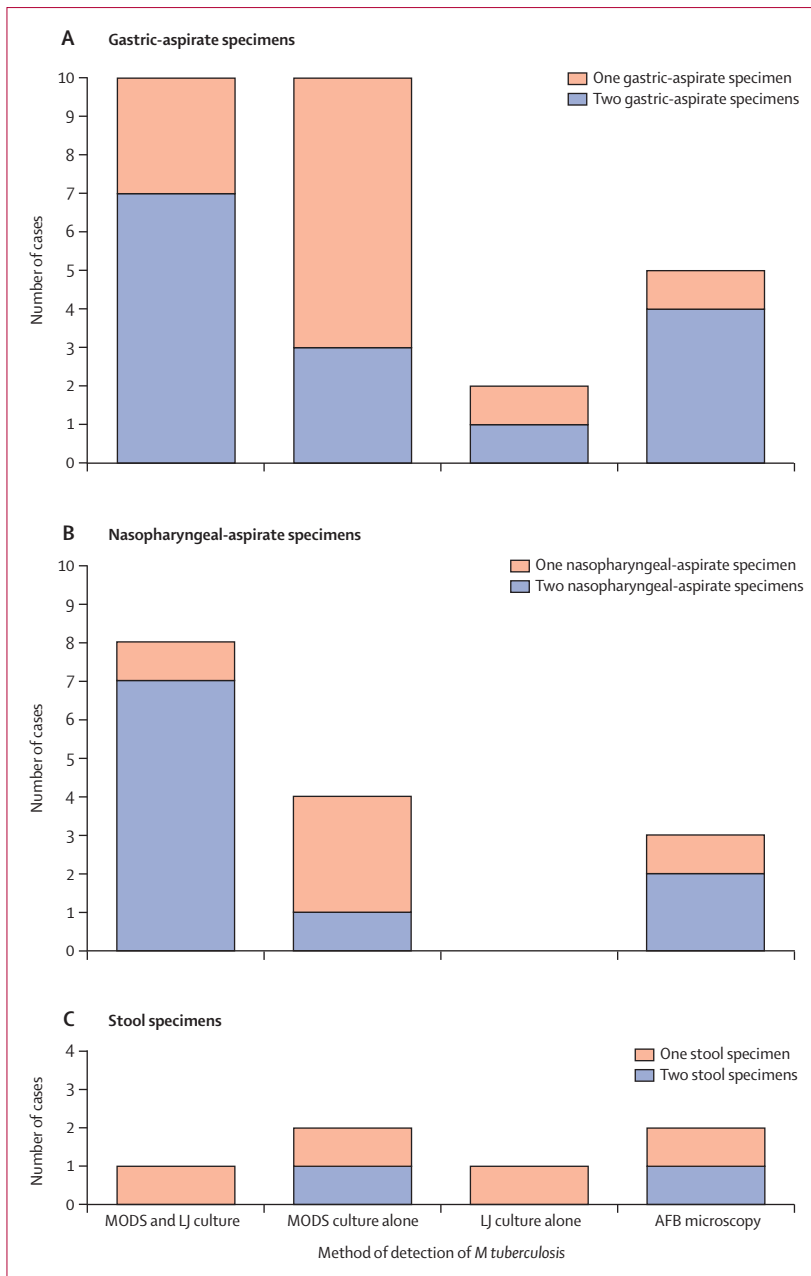 A Gastric-aspirate specimens
One gastric-aspirate specimen
Two gastric-aspirate specimens
10
9
8
7
6
5
4
3
2
1
0
Number of cases
B Nasopharyngeal-aspirate specimens
One nasopharyngeal-aspirate specimen
Two nasopharyngeal-aspirate specimens
10
9
8
7
6
5
4
3
2
1
0
Number of cases
C Stool specimens
One stool specimen
Two stool specimens
4
3
2
1
0
Number of cases
MODS and LJ culture
MODS culture alone
LJ culture alone
AFB microscopy
Method of detection of M tuberculosis